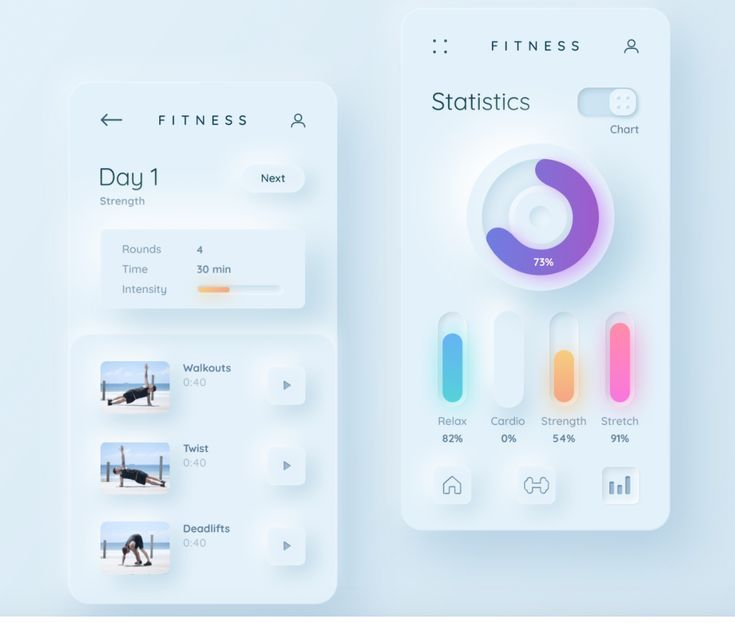 FITNESS
Day 1
Next
Strength
Rounds 4
Time 30 min
Intensity
Walkouts
0:40
Twist
0:40
Deadlifts
0:40
FITNESS
Statistics
Chart
73%
Relax Cardio Strength Stretch
82% 0% 54% 91%